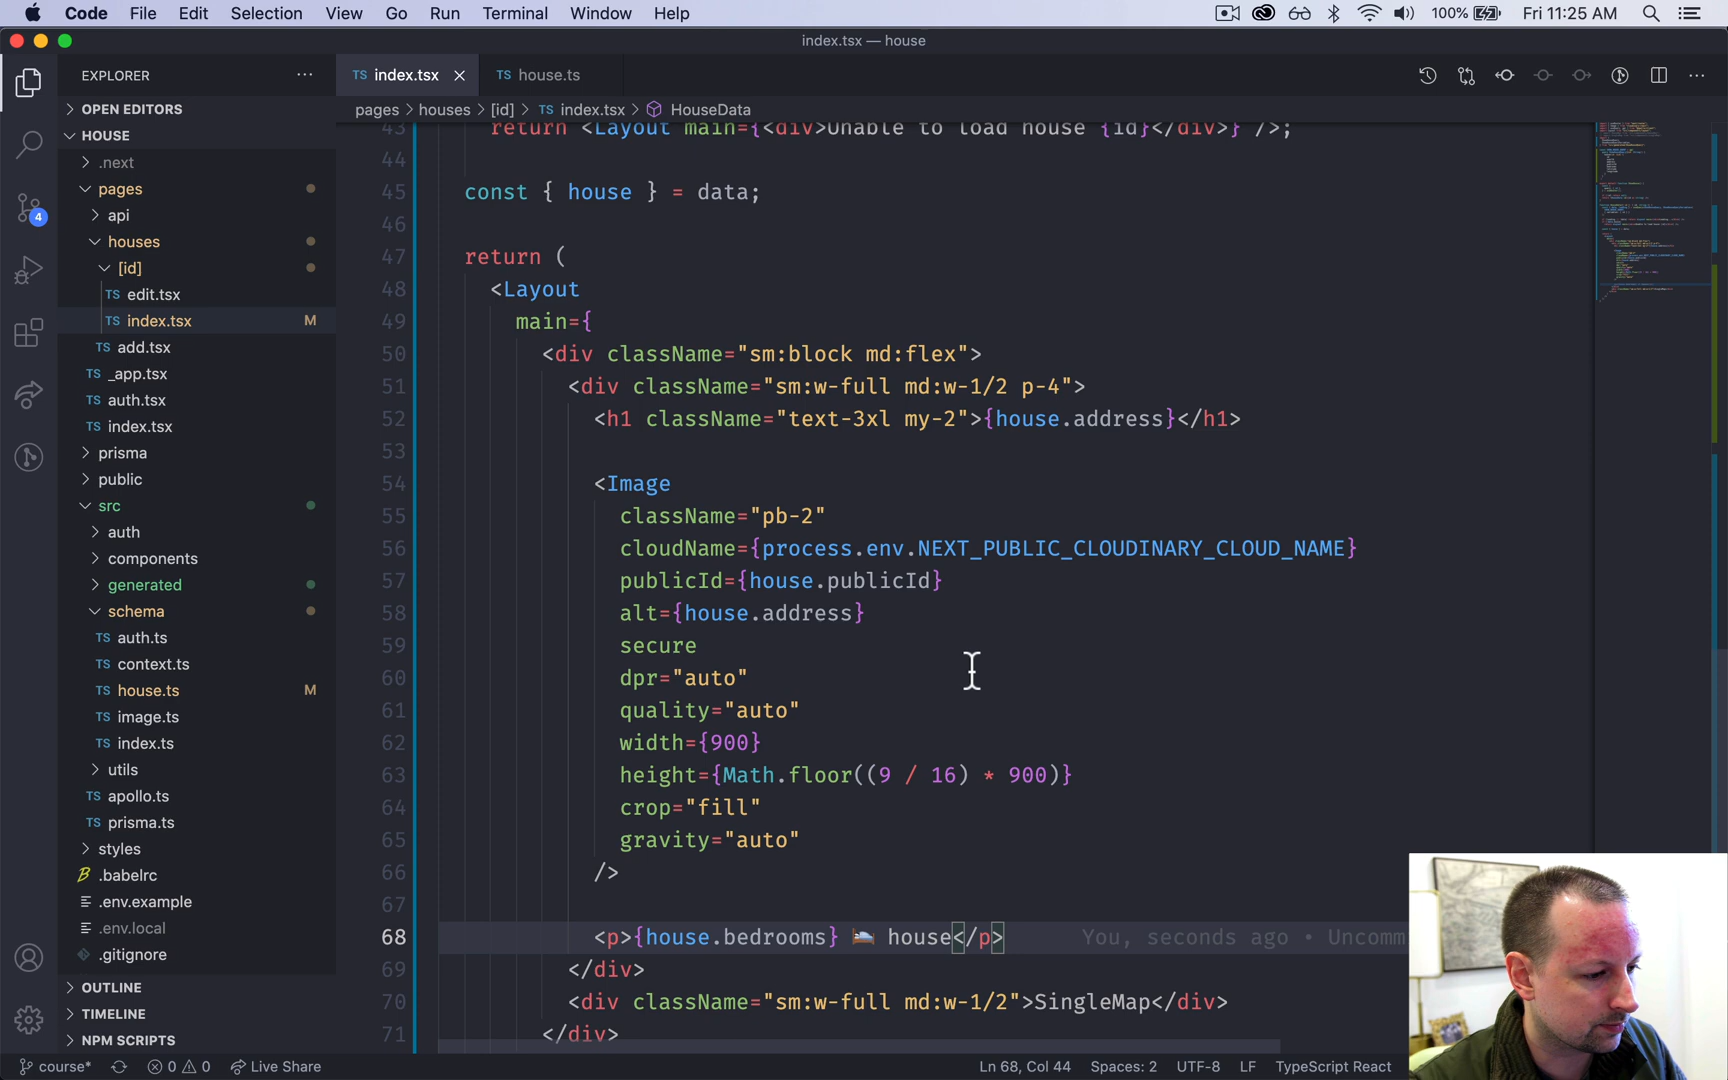 Code File Edit Selection View Go Run Terminal Window Help 100% Fri 11:25 AM
index.tsx — house
EXPLORER
OPEN EDITORS
HOUSE
.next
pages
api
houses
[id]
TS edit.tsx
TS index.tsx M
TS add.tsx
TS _app.tsx
TS auth.tsx
TS index.tsx
prisma
public
src
auth
components
generated
schema
TS auth.ts
TS context.ts
TS house.ts M
TS image.ts
TS index.ts
utils
TS apollo.ts
TS prisma.ts
styles
.babelrc
.env.example
.env.local
.gitignore
OUTLINE
TIMELINE
NPM SCRIPTS
4
TS index.tsx TS house.ts
pages > houses > [id] > TS index.tsx > HouseData
43 return <Layout main={<div>Unable to load house {id}</div>} />;
44
45 const { house } = data;
46
47 return (
48 <Layout
49 main={
50 <div className="sm:block md:flex">
51 <div className="sm:w-full md:w-1/2 p-4">
52 <h1 className="text-3xl my-2">{house.address}</h1>
53
54 <Image
55 className="pb-2"
56 cloudName={process.env.NEXT_PUBLIC_CLOUDINARY_CLOUD_NAME}
57 publicId={house.publicId}
58 alt={house.address}
59 secure
60 dpr="auto"
61 quality="auto"
62 width={900}
63 height={Math.floor((9 / 16) * 900)}
64 crop="fill"
65 gravity="auto"
66 />
67
68 <p>{house.bedrooms} 🛌 house</p> You, seconds ago • Uncomm
69 </div>
70 <div className="sm:w-full md:w-1/2">SingleMap</div>
71 </div>
course* 0 0 Live Share Ln 68, Col 44 Spaces: 2 UTF-8 LF TypeScript React